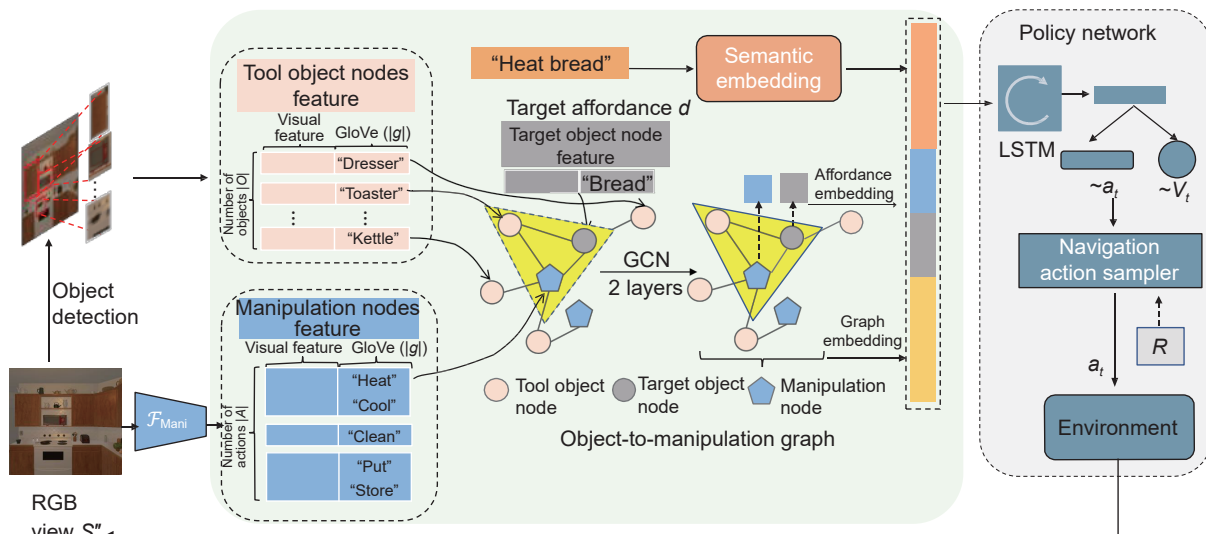 Policy network
LSTM
~a_t
~V_t
Navigation
action sampler
R
a_t
Environment
“Heat bread”
Semantic
embedding
Target affordance d
Target object node
feature
“Bread”
Affordance
embedding
Tool object nodes
feature
Visual
feature
GloVe (|g|)
Number of
objects |O|
“Dresser”
“Toaster”
“Kettle”
GCN
2 layers
Graph
embedding
Object
detection
Manipulation nodes
feature
Visual feature
GloVe (|g|)
Number of
actions |A|
“Heat”
“Cool”
“Clean”
“Put”
“Store”
Tool object
node
Target object
node
Manipulation
node
Object-to-manipulation graph
F_Mani
RGB
view S″